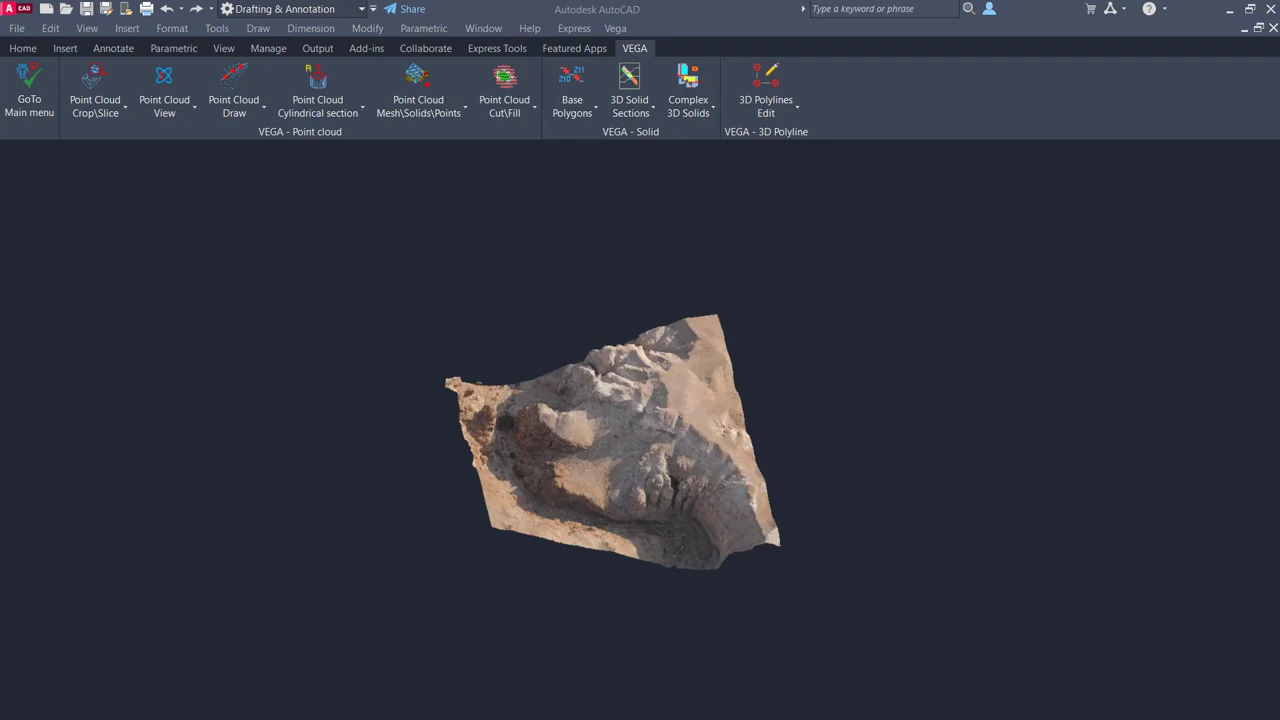 CAD Drafting & Annotation Share Autodesk AutoCAD Type a keyword or phrase
File Edit View Insert Format Tools Draw Dimension Modify Parametric Window Help Express Vega
Home Insert Annotate Parametric View Manage Output Add-ins Collaborate Express Tools Featured Apps VEGA
GoTo
Main menu
Point Cloud
Crop\Slice
Point Cloud
View
Point Cloud
Draw
R
Point Cloud
Cylindrical section
Point Cloud
Mesh\Solids\Points
Point Cloud
Cut\Fill
VEGA - Point cloud
211
210
Base
Polygons
3D Solid
Sections
Complex
3D Solids
VEGA - Solid
3D Polylines
Edit
VEGA - 3D Polyline